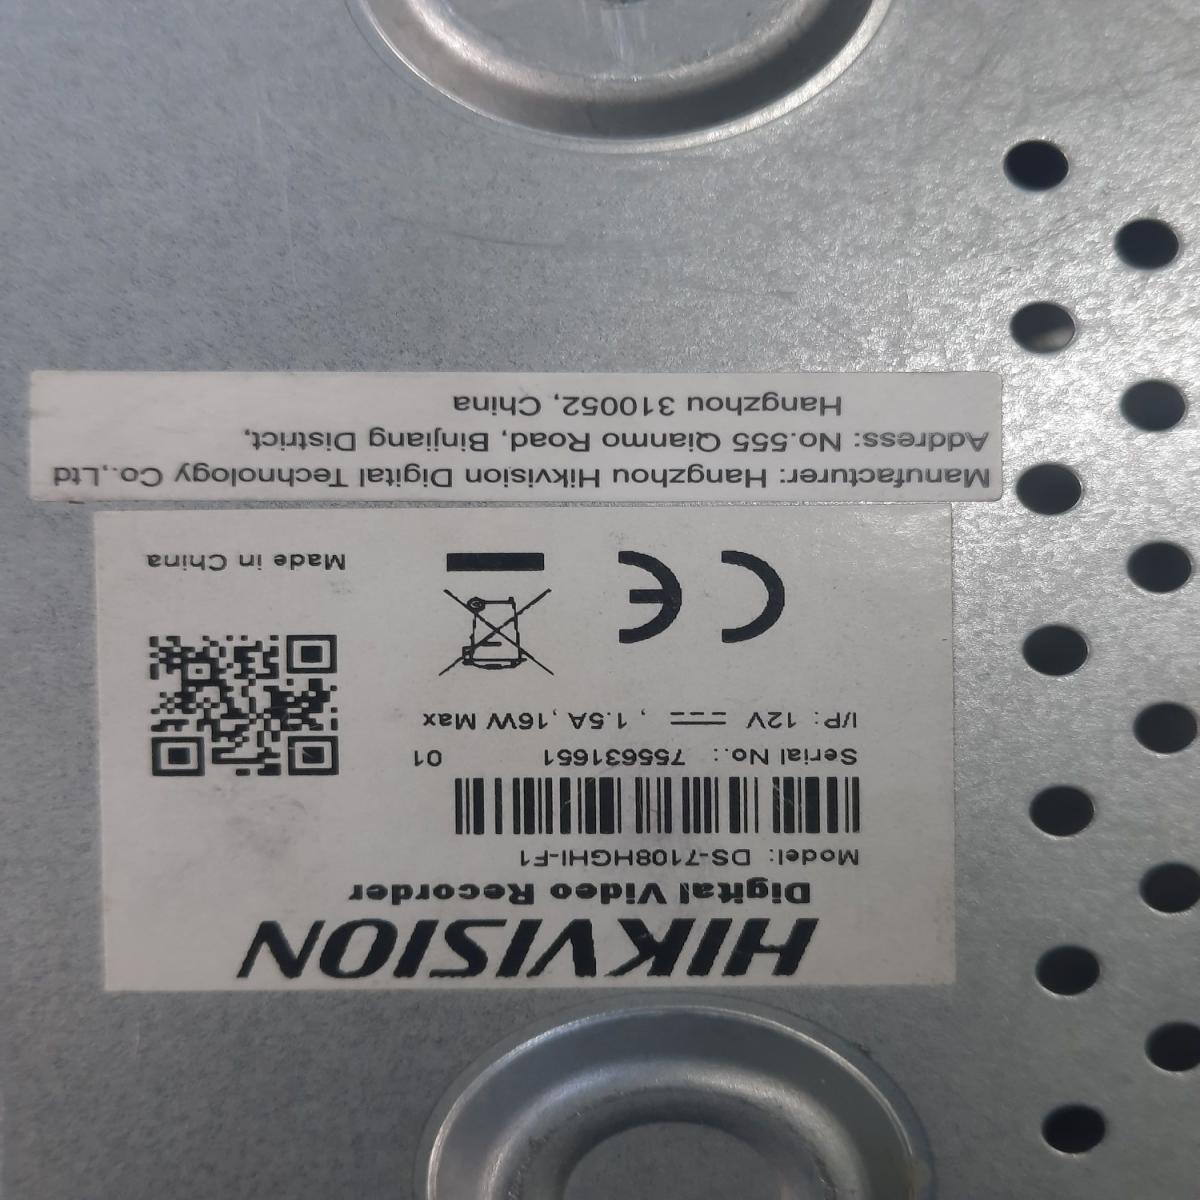 HIKVISION
Digital Video Recorder
Model: DS-7108HGHI-F1
Serial No.: 755631651 01
I/P: 12V ⎓, 1.5A, 16W Max
CE
Made in China
Manufacturer: Hangzhou Hikvision Digital Technology Co.,Ltd
Address: No.555 Qianmo Road, Binjiang District,
Hangzhou 310052, China